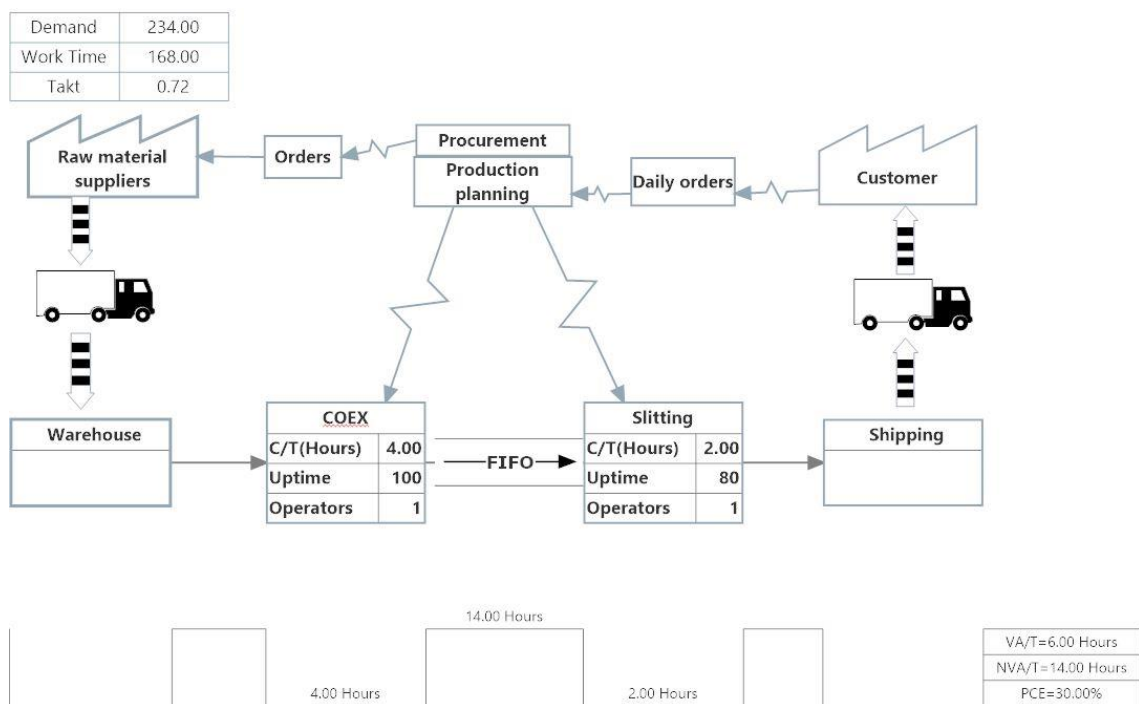 Demand 234.00
Work Time 168.00
Takt 0.72
Raw material
suppliers
Orders
Procurement
Production
planning
Daily orders
Customer
Warehouse
COEX
C/T(Hours) 4.00
Uptime 100
Operators 1
FIFO
Slitting
C/T(Hours) 2.00
Uptime 80
Operators 1
Shipping
14.00 Hours
4.00 Hours
2.00 Hours
VA/T=6.00 Hours
NVA/T=14.00 Hours
PCE=30.00%